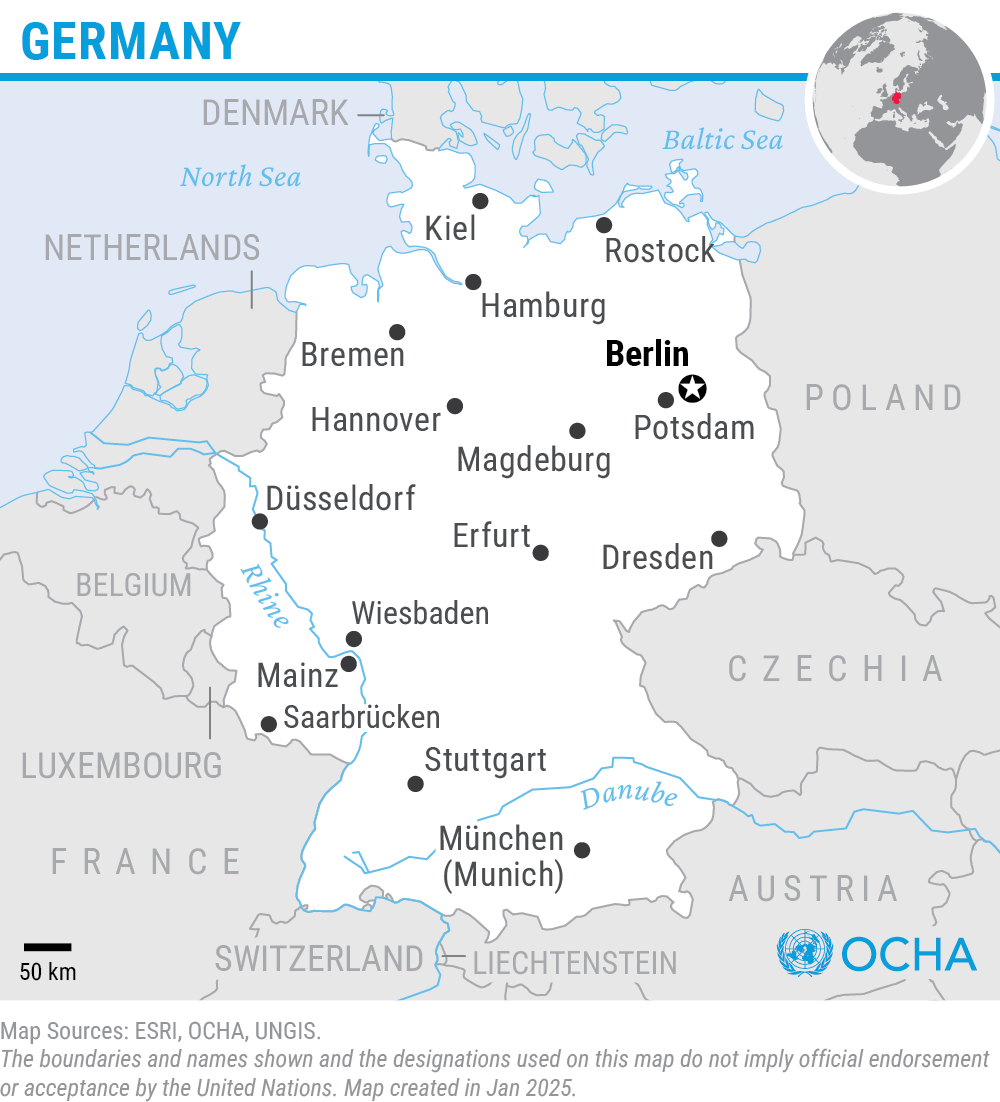 GERMANY
DENMARK
North Sea
Baltic Sea
Kiel
Rostock
NETHERLANDS
Hamburg
Bremen
Berlin
Hannover
Potsdam
POLAND
Magdeburg
Düsseldorf
Erfurt
Dresden
BELGIUM
Rhine
Wiesbaden
Mainz
CZECHIA
Saarbrücken
LUXEMBOURG
Stuttgart
Danube
München
(Munich)
FRANCE
AUSTRIA
SWITZERLAND
LIECHTENSTEIN
OCHA
50 km
Map Sources: ESRI, OCHA, UNGIS.
The boundaries and names shown and the designations used on this map do not imply official endorsement
or acceptance by the United Nations. Map created in Jan 2025.